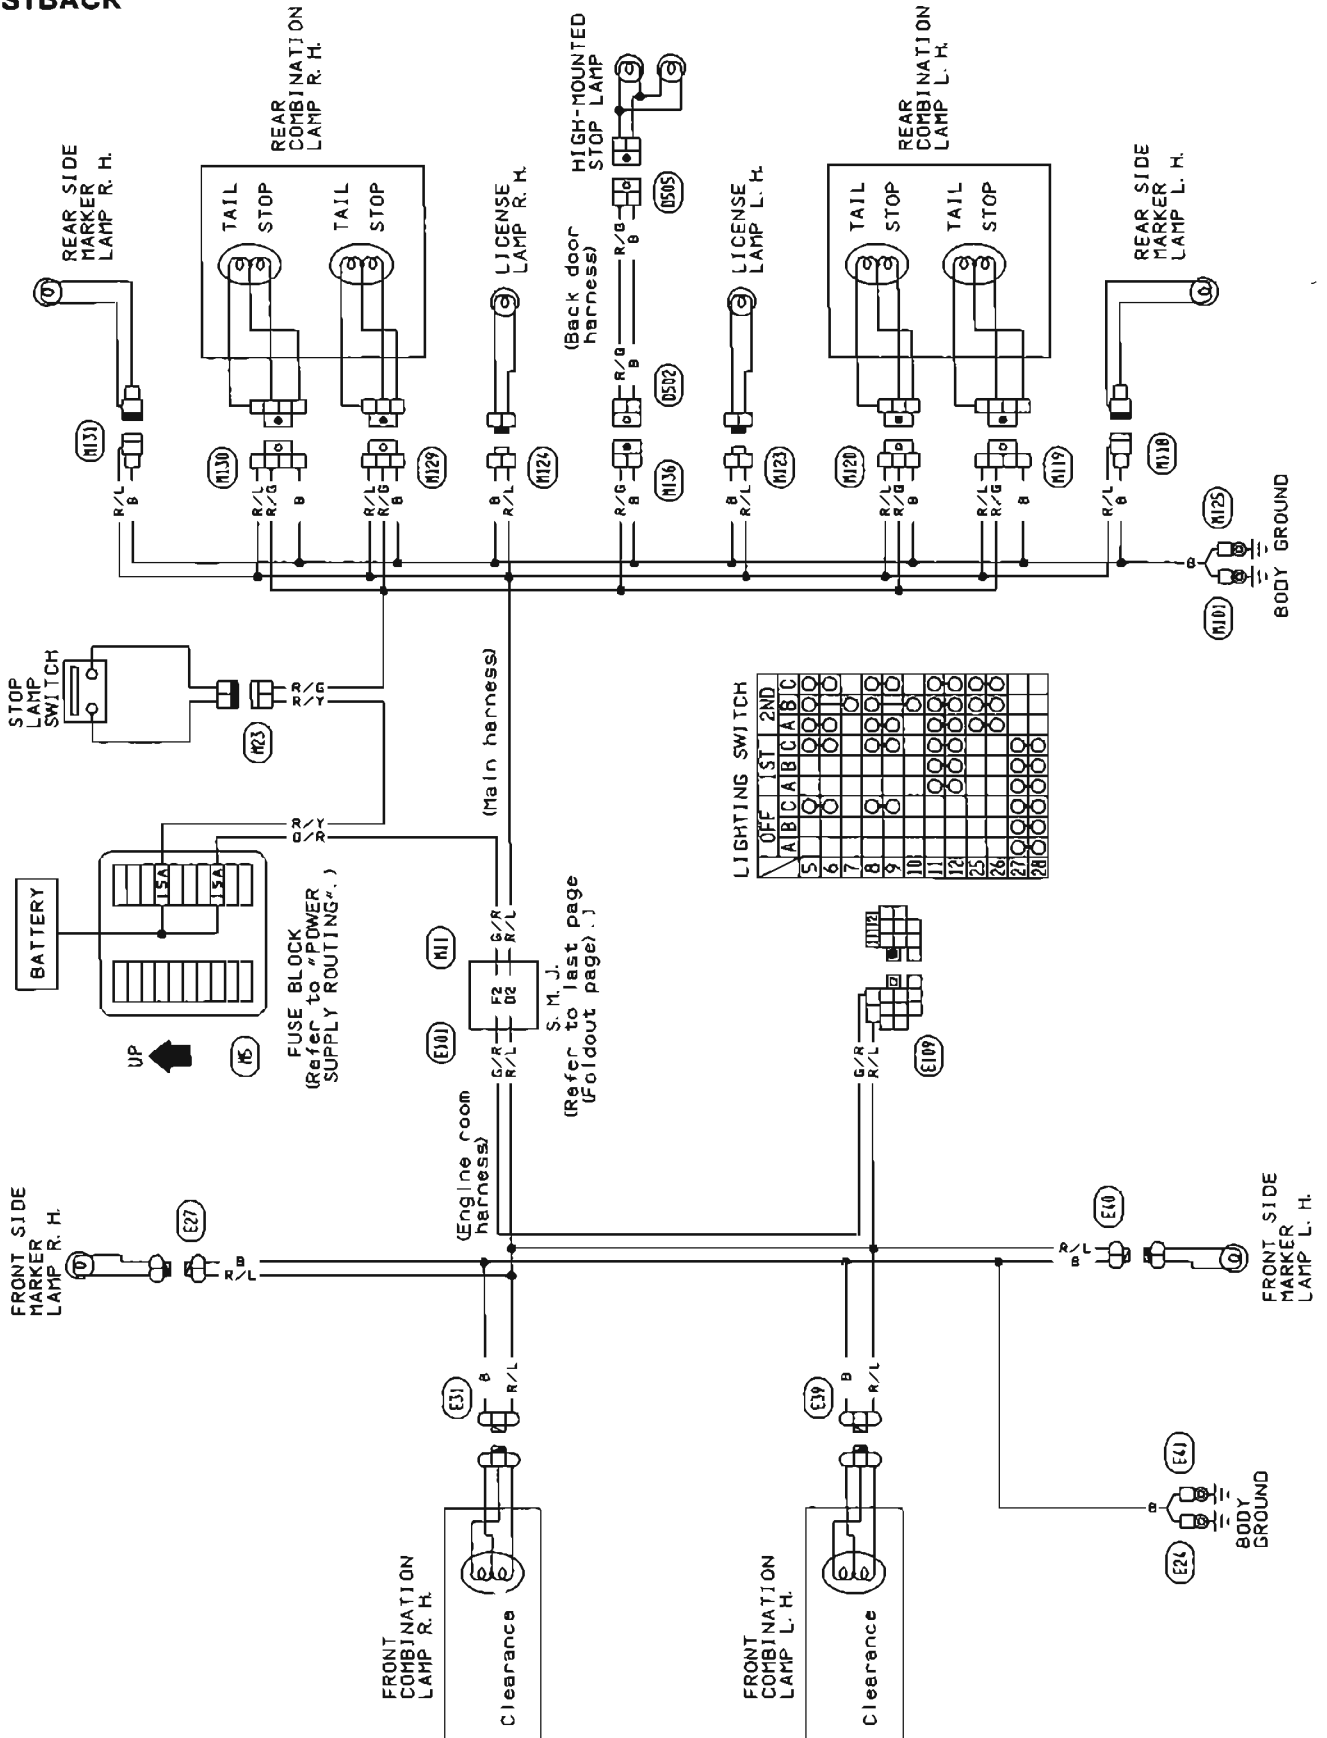 STBACK
REAR SIDE
MARKER
LAMP R. H.
REAR
COMBINATION
LAMP R. H.
TAIL
STOP
TAIL
STOP
LICENSE
LAMP R. H.
HIGH-MOUNTED
STOP LAMP
(Back door
harness)
LICENSE
LAMP L. H.
REAR
COMBINATION
LAMP L. H.
TAIL
STOP
TAIL
STOP
REAR SIDE
MARKER
LAMP L. H.
M131
M130
M129
M124
D505
D502
M136
M123
M120
M119
M118
R/L
B
R/L
R/G
B
R/L
R/G
B
B
R/L
R/G
B
R/G
B
R/G
B
B
R/L
R/L
R/G
B
R/L
R/G
B
R/L
B
B
M125
M101
BODY GROUND
STOP
LAMP
SWITCH
M23
R/G
R/Y
R/Y
(Main harness)
BATTERY
15A
15A
UP
M5
FUSE BLOCK
(Refer to "POWER
SUPPLY ROUTING".)
M11
E101
G/R
R/L
F2
D2
G/R
R/L
S. M. J.
(Refer to last page
(Foldout page).)
(Engine room
harness)
LIGHTING SWITCH
OFF 1ST 2ND
A B C A B C A B C
5
6
7
8
9
10
11
12
25
26
27
28
11 12
E109
G/R
R/L
FRONT SIDE
MARKER
LAMP R. H.
E27
B
R/L
E40
R/L
B
FRONT SIDE
MARKER
LAMP L. H.
E31
B
R/L
E39
B
R/L
FRONT
COMBINATION
LAMP R. H.
Clearance
FRONT
COMBINATION
LAMP L. H.
Clearance
B
E41
E24
BODY
GROUND